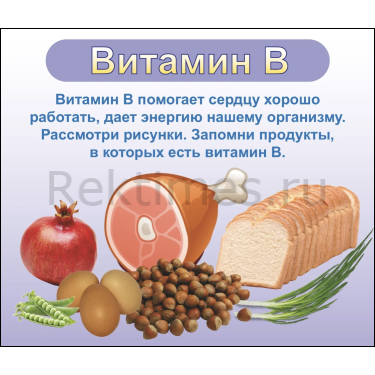 Витамин В
Витамин В помогает сердцу хорошо
работать, дает энергию нашему организму.
Рассмотри рисунки. Запомни продукты,
в которых есть витамин В.
Rektimes.ru